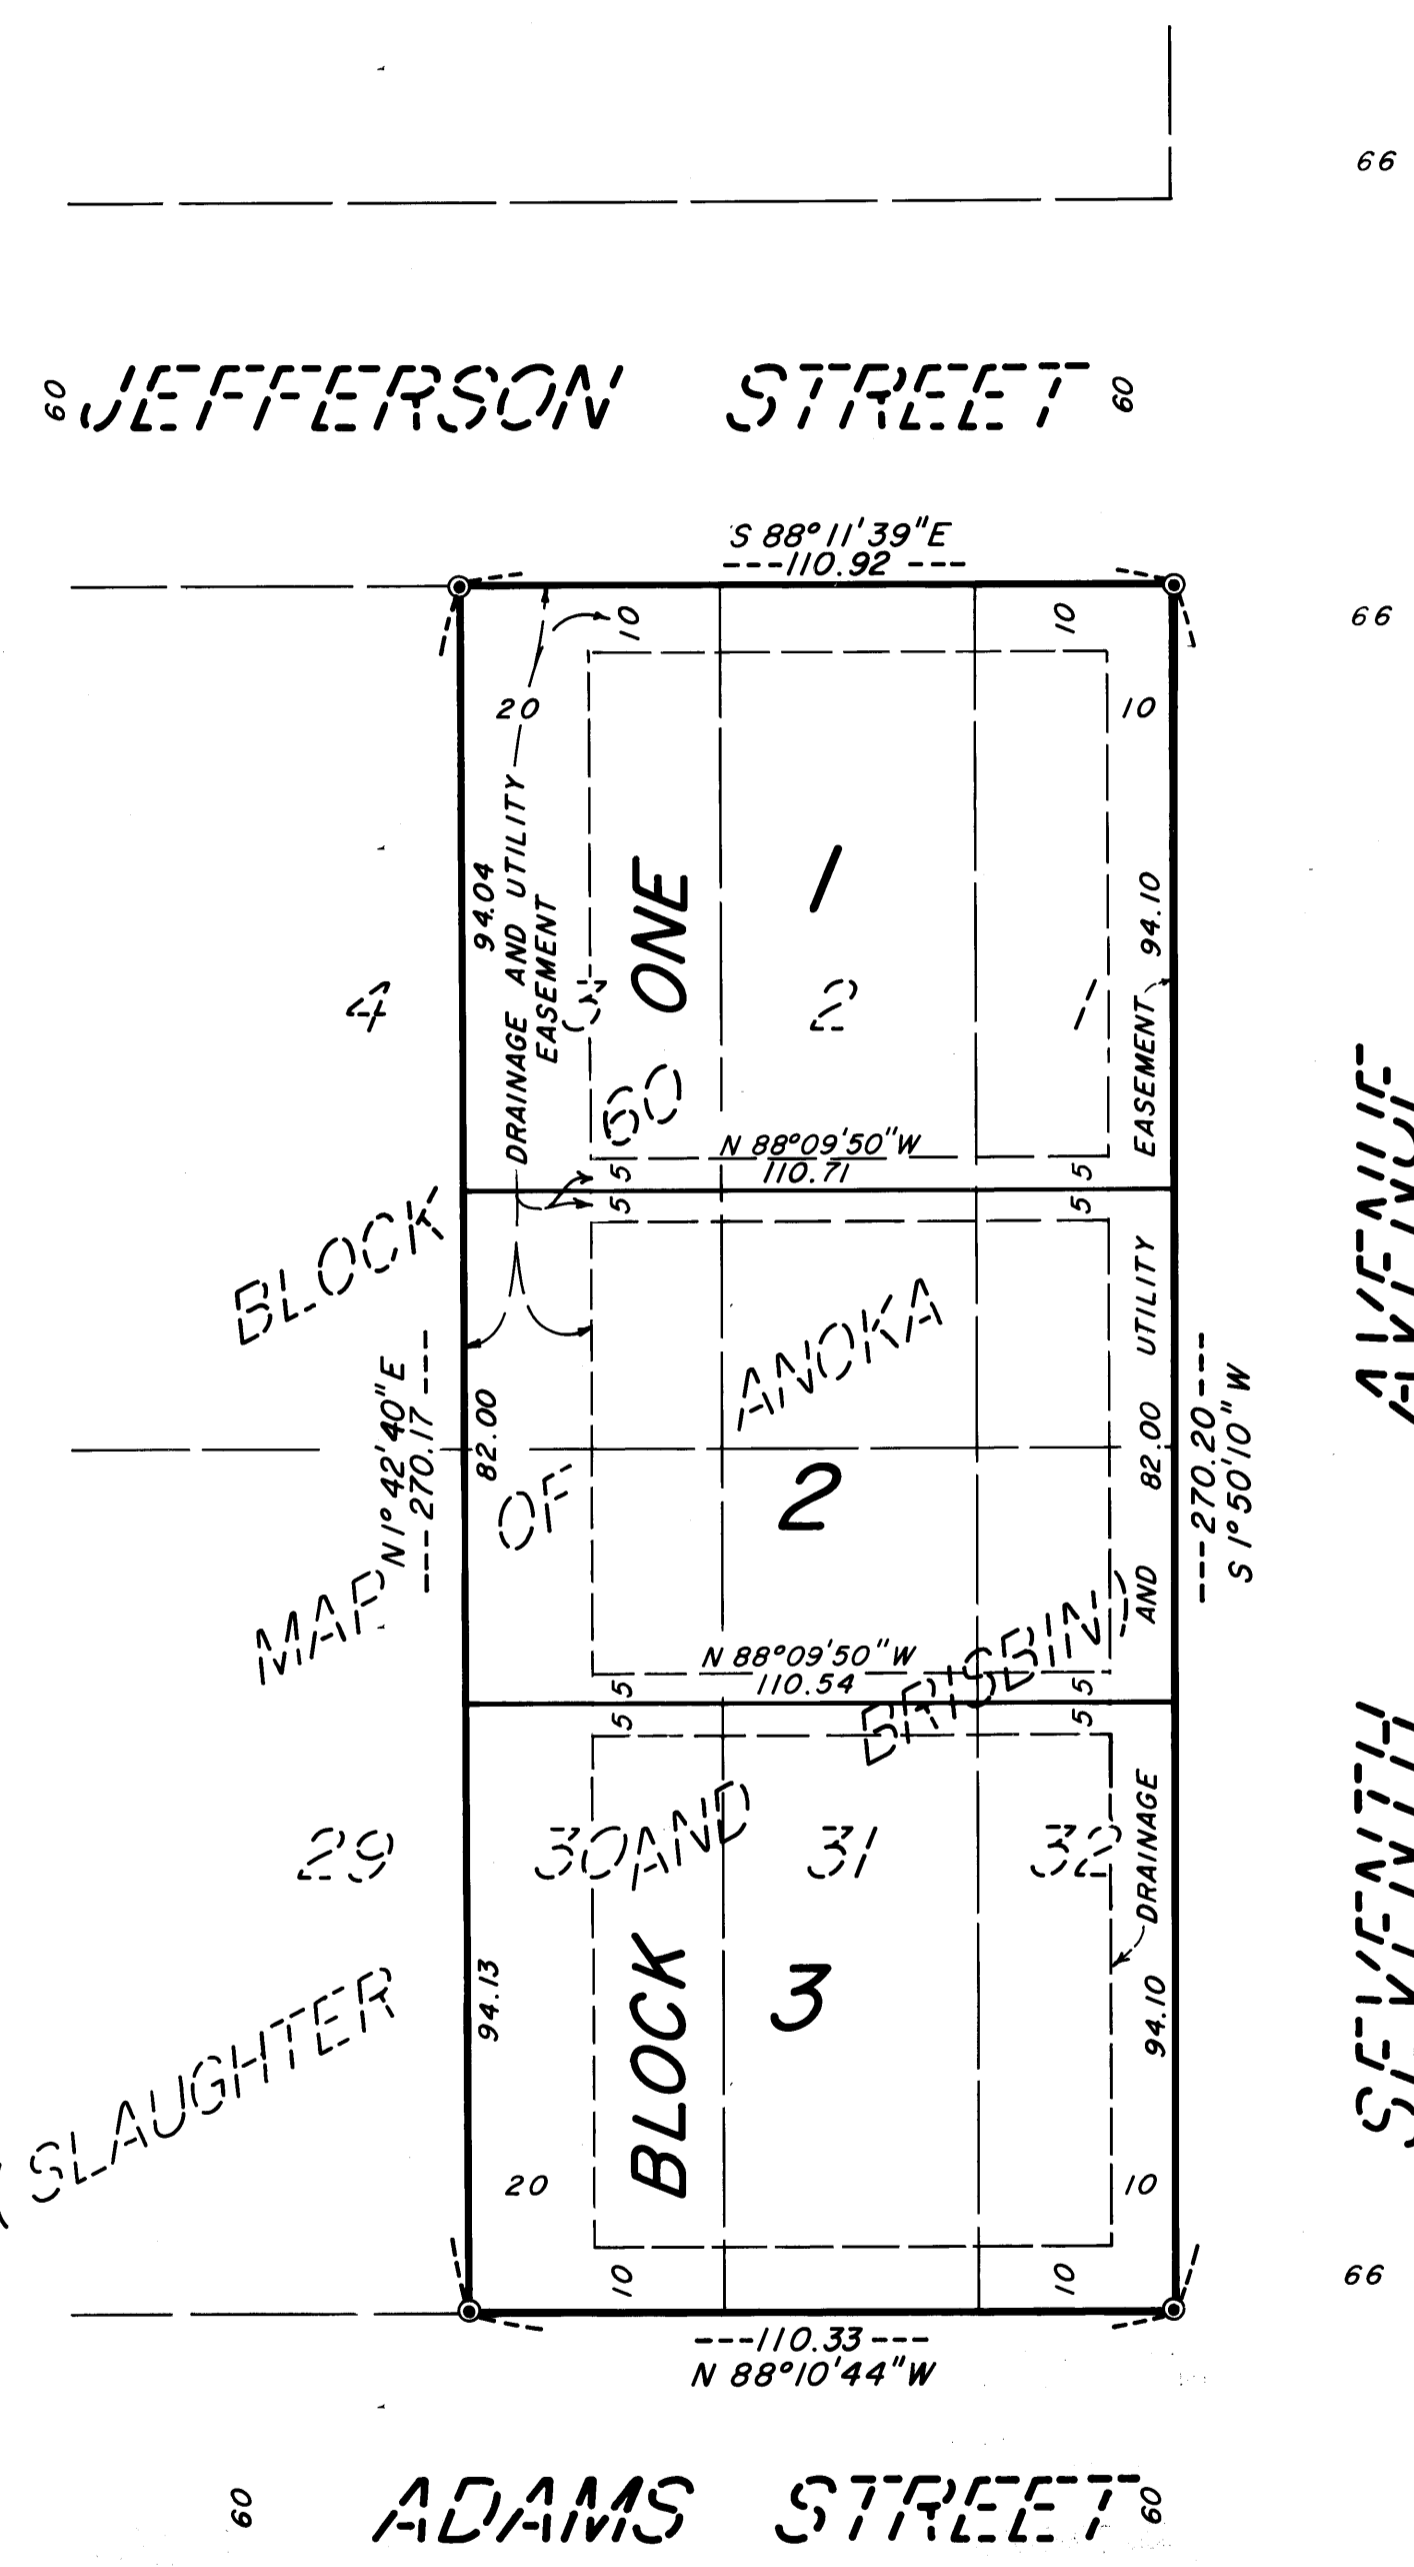 66
60 JEFFERSON STREET 60
S 88°11'39"E
---110.92---
66
10
10
20
10
94.04
DRAINAGE AND UTILITY
EASEMENT
ONE
1
94.10
EASEMENT
4
3
2
1
60
N 88°09'50"W
110.71
5
5
5
5
BLOCK
UTILITY
ANOKA
N 1°42'40"E
---270.17---
82.00
82.00
---270.20---
S 1°50'10"W
OF
2
MAP
AND
BRISBIN)
N 88°09'50"W
110.54
5
5
5
5
AND
DRAINAGE
29
30
31
32
94.13
BLOCK
3
94.10
SLAUGHTER
20
10
10
10
66
---110.33---
N 88°10'44"W
60 ADAMS STREET 60
SEVENTH AVENUE